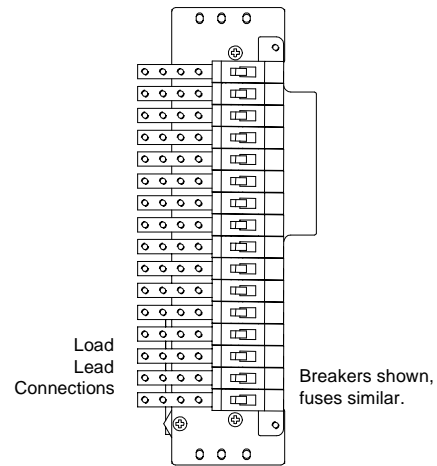 Load
Lead
Connections
Breakers shown,
fuses similar.